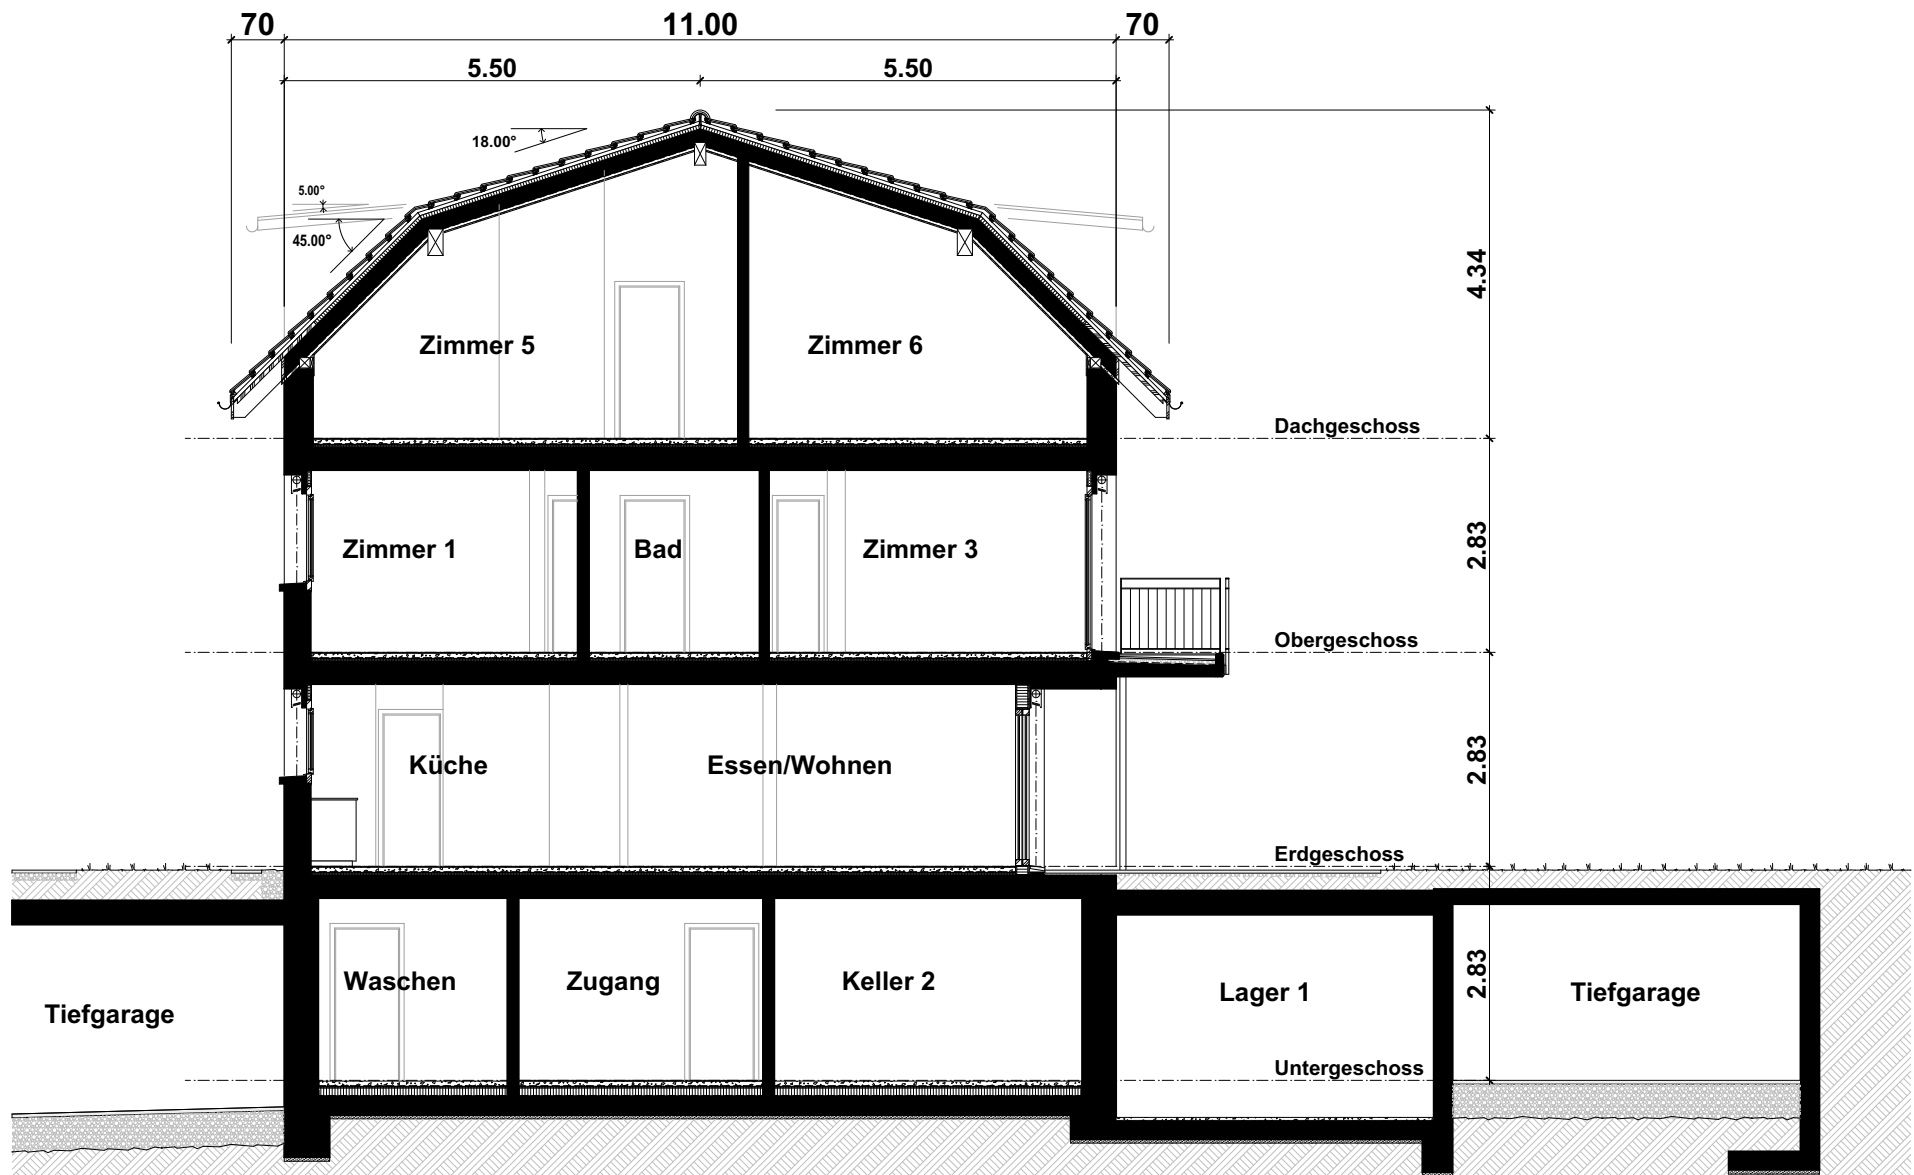 70 11.00 70
5.50 5.50
18.00°
5.00°
45.00°
4.34
Zimmer 5 Zimmer 6
Dachgeschoss
2.83
Zimmer 1 Bad Zimmer 3
Obergeschoss
2.83
Küche Essen/Wohnen
Erdgeschoss
2.83
Waschen Zugang Keller 2
Lager 1 Tiefgarage
Tiefgarage
Untergeschoss